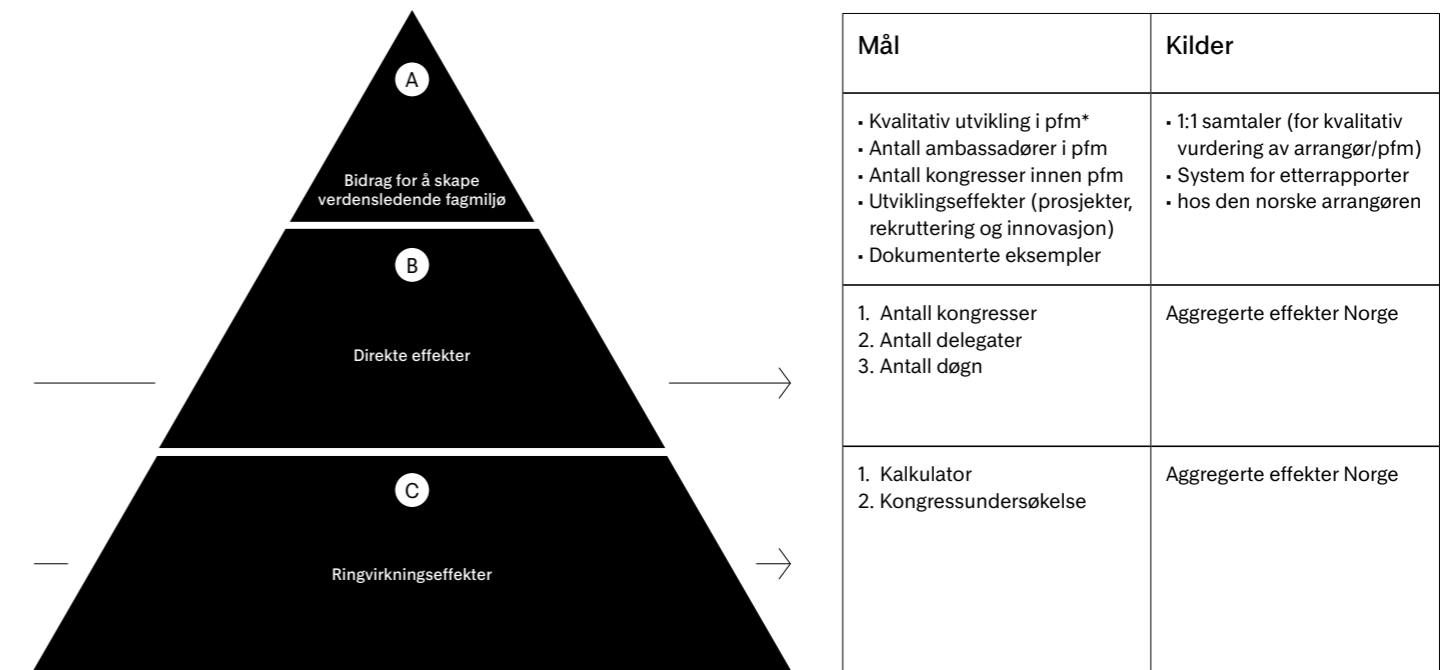 A
Bidrag for å skape
verdensledende fagmiljø
B
Direkte effekter
C
Ringvirkningseffekter
Mål
Kilder
• Kvalitativ utvikling i pfm*
• Antall ambassadører i pfm
• Antall kongresser innen pfm
• Utviklingseffekter (prosjekter,
rekruttering og innovasjon)
• Dokumenterte eksempler
• 1:1 samtaler (for kvalitativ
vurdering av arrangør/pfm)
• System for etterrapporter
• hos den norske arrangøren
1. Antall kongresser
2. Antall delegater
3. Antall døgn
Aggregerte effekter Norge
1. Kalkulator
2. Kongressundersøkelse
Aggregerte effekter Norge